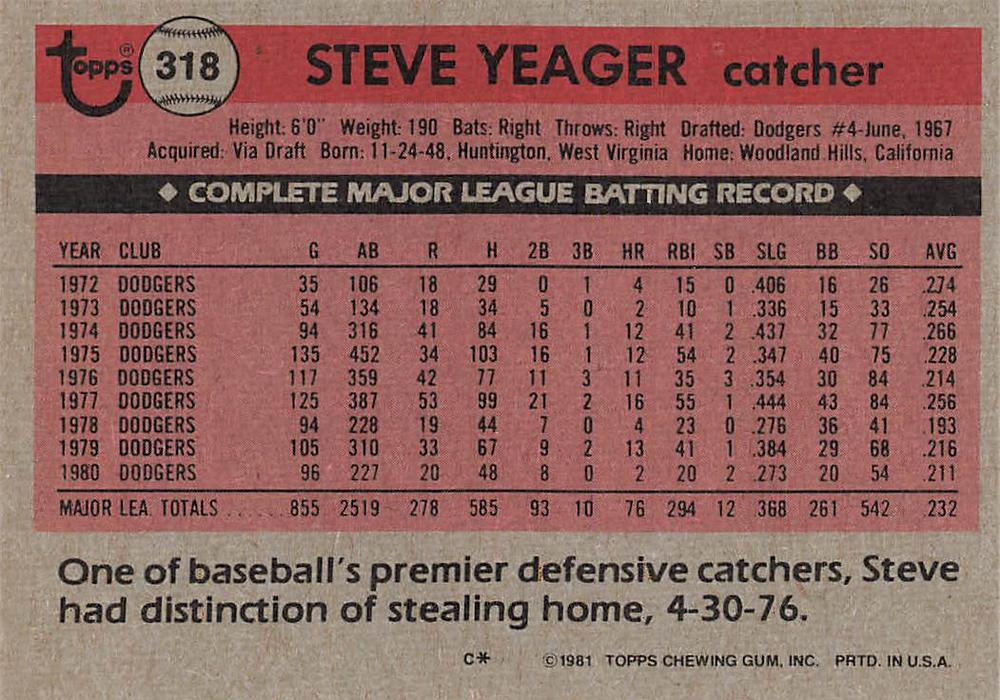 topps® 318 STEVE YEAGER catcher
Height: 6'0" Weight: 190 Bats: Right Throws: Right Drafted: Dodgers #4-June, 1967
Acquired: Via Draft Born: 11-24-48, Huntington, West Virginia Home: Woodland Hills, California
◆ COMPLETE MAJOR LEAGUE BATTING RECORD ◆
YEAR CLUB G AB R H 2B 3B HR RBI SB SLG BB SO AVG
1972 DODGERS 35 106 18 29 0 1 4 15 0 .406 16 26 .274
1973 DODGERS 54 134 18 34 5 0 2 10 1 .336 15 33 .254
1974 DODGERS 94 316 41 84 16 1 12 41 2 .437 32 77 .266
1975 DODGERS 135 452 34 103 16 1 12 54 2 .347 40 75 .228
1976 DODGERS 117 359 42 77 11 3 11 35 3 .354 30 84 .214
1977 DODGERS 125 387 53 99 21 2 16 55 1 .444 43 84 .256
1978 DODGERS 94 228 19 44 7 0 4 23 0 .276 36 41 .193
1979 DODGERS 105 310 33 67 9 2 13 41 1 .384 29 68 .216
1980 DODGERS 96 227 20 48 8 0 2 20 2 .273 20 54 .211
MAJOR LEA. TOTALS ...... 855 2519 278 585 93 10 76 294 12 .368 261 542 .232
One of baseball's premier defensive catchers, Steve
had distinction of stealing home, 4-30-76.
C* ©1981 TOPPS CHEWING GUM, INC. PRTD. IN U.S.A.